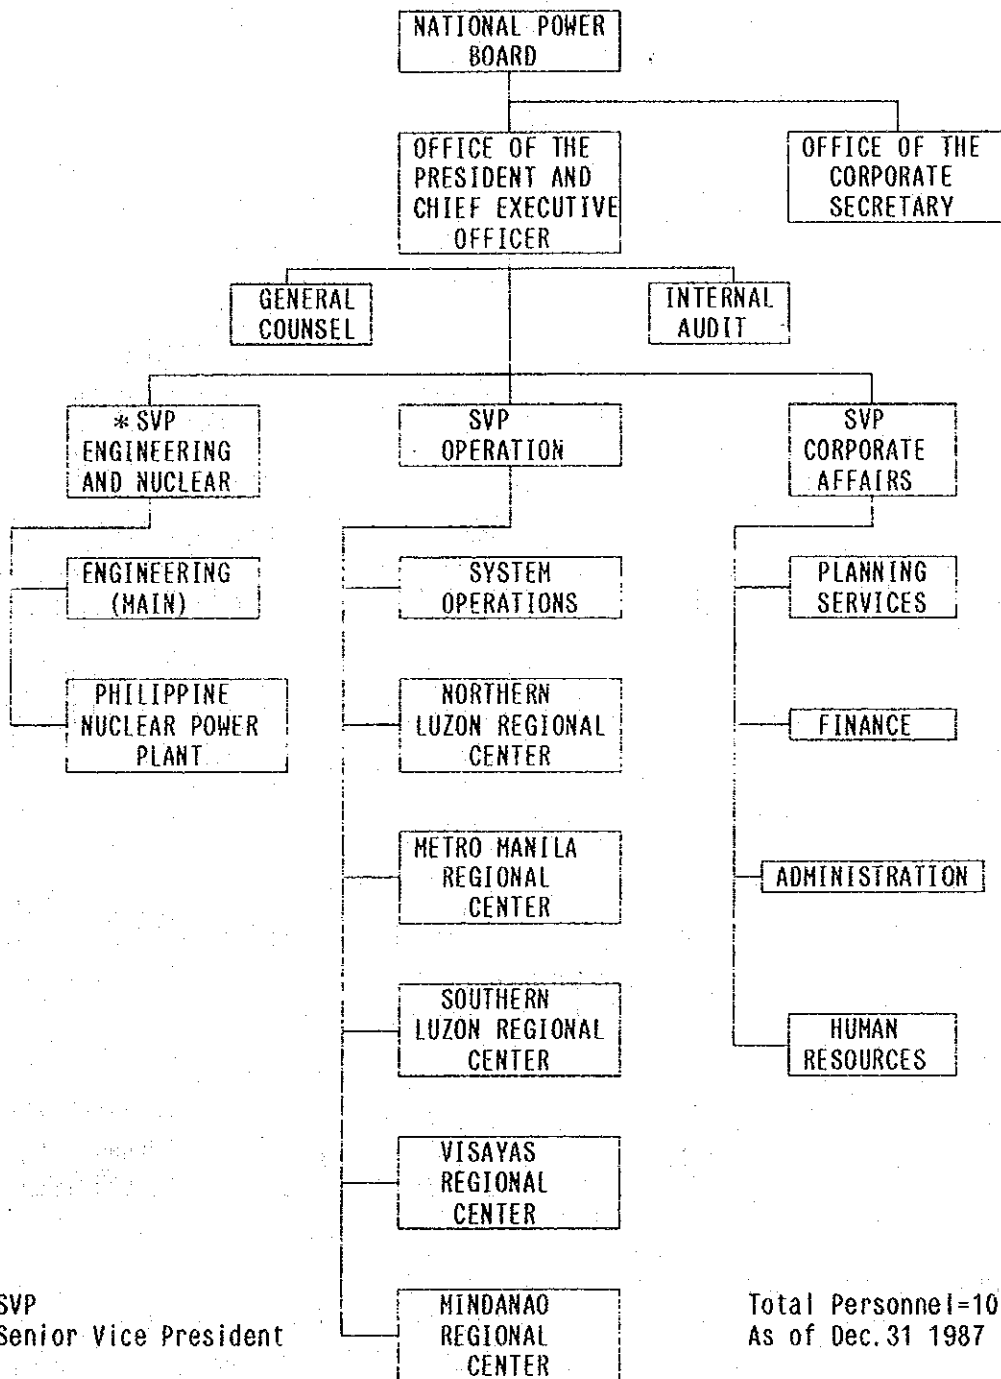 NATIONAL POWER
BOARD
OFFICE OF THE
PRESIDENT AND
CHIEF EXECUTIVE
OFFICER
OFFICE OF THE
CORPORATE
SECRETARY
GENERAL
COUNSEL
INTERNAL
AUDIT
* SVP
ENGINEERING
AND NUCLEAR
SVP
OPERATION
SVP
CORPORATE
AFFAIRS
ENGINEERING
(MAIN)
PHILIPPINE
NUCLEAR POWER
PLANT
SYSTEM
OPERATIONS
NORTHERN
LUZON REGIONAL
CENTER
METRO MANILA
REGIONAL
CENTER
SOUTHERN
LUZON REGIONAL
CENTER
VISAYAS
REGIONAL
CENTER
MINDANAO
REGIONAL
CENTER
PLANNING
SERVICES
FINANCE
ADMINISTRATION
HUMAN
RESOURCES
SVP
Senior Vice President
Total Personnel=10
As of Dec. 31 1987